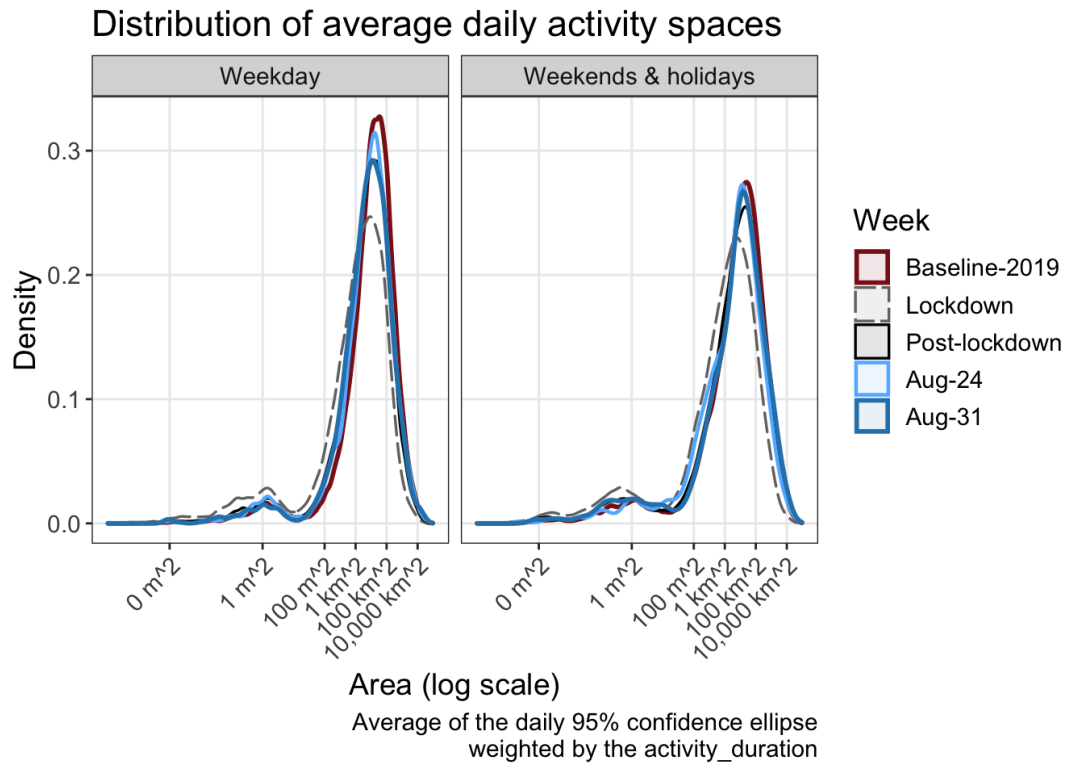 Distribution of average daily activity spaces
Weekday
Weekends & holidays
0.3
0.2
0.1
0.0
Density
0 m^2
1 m^2
100 m^2
1 km^2
100 km^2
10,000 km^2
0 m^2
1 m^2
100 m^2
1 km^2
100 km^2
10,000 km^2
Area (log scale)
Average of the daily 95% confidence ellipse
weighted by the activity_duration
Week
Baseline-2019
Lockdown
Post-lockdown
Aug-24
Aug-31